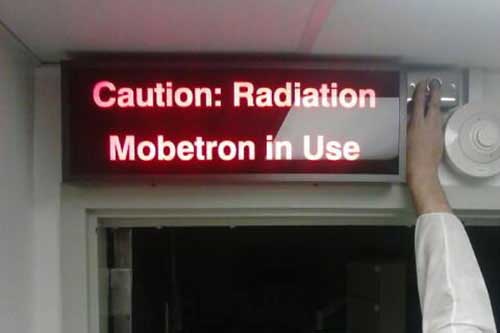 Caution: Radiation
Mobetron in Use